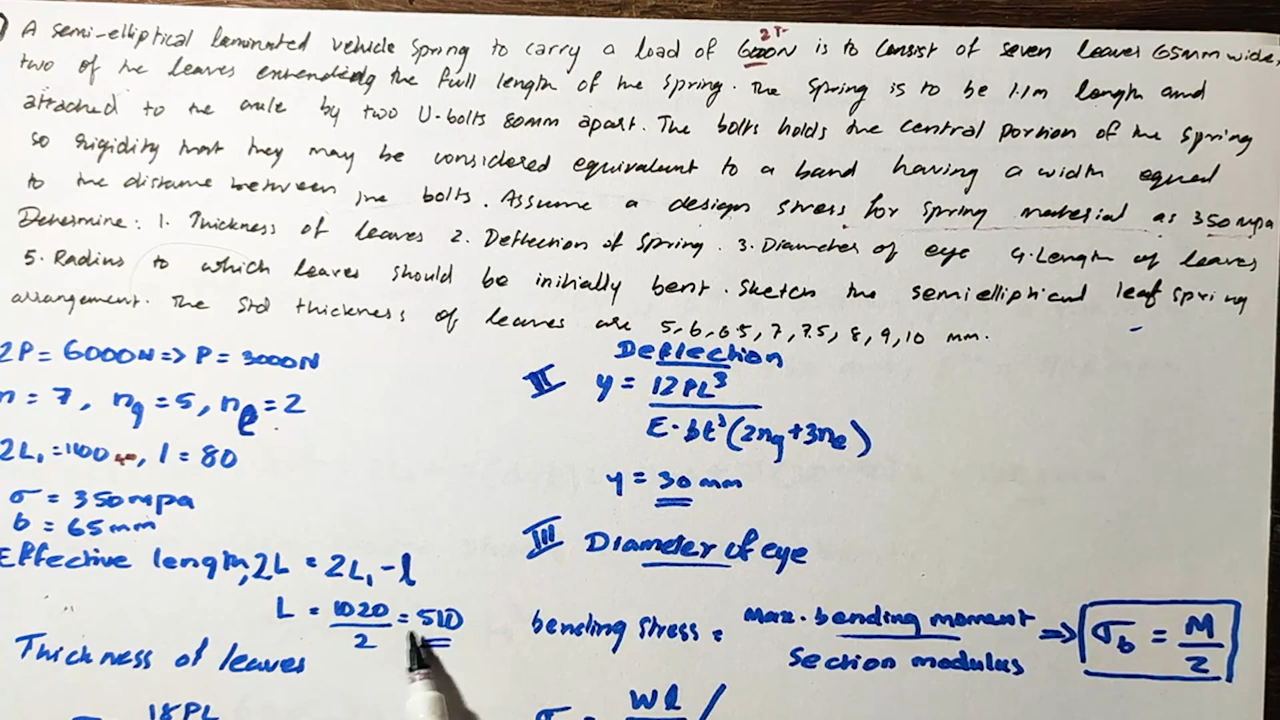 A semi-elliptical laminated vehicle spring to carry a load of 6000N is to consist of seven leaves 65mm wide,
2P
two of the leaves extending the full length of the spring. The spring is to be 1.1m length and
attached to the axle by two U-bolts 80mm apart. The bolts holds the central portion of the spring
so rigidity that they may be considered equivalent to a band having a width equal
to the distance between the bolts. Assume a design stress for spring material as 350mpa
Determine: 1. Thickness of leaves 2. Deflection of spring. 3. Diameter of eye 4. Length of leaves
5. Radius to which leaves should be initially bent. Sketch the semi elliptical leaf spring
arrangement. The std thickness of leaves are 5, 6, 6.5, 7, 7.5, 8, 9, 10 mm.
2P = 6000N => P = 3000N
n = 7, ng = 5, ne = 2
2L1 = 1100, l = 80
σ = 350mpa
b = 65mm
Effective length, 2L = 2L1 - l
L = 1020/2 = 510
Thickness of leaves
18PL
Deflection
II y = 12PL³ / E·bt³(2ng+3ne)
y = 30 mm
III Diameter of eye
bending stress = Max. bending moment / Section modulus => σb = M/Z
σ = Wl